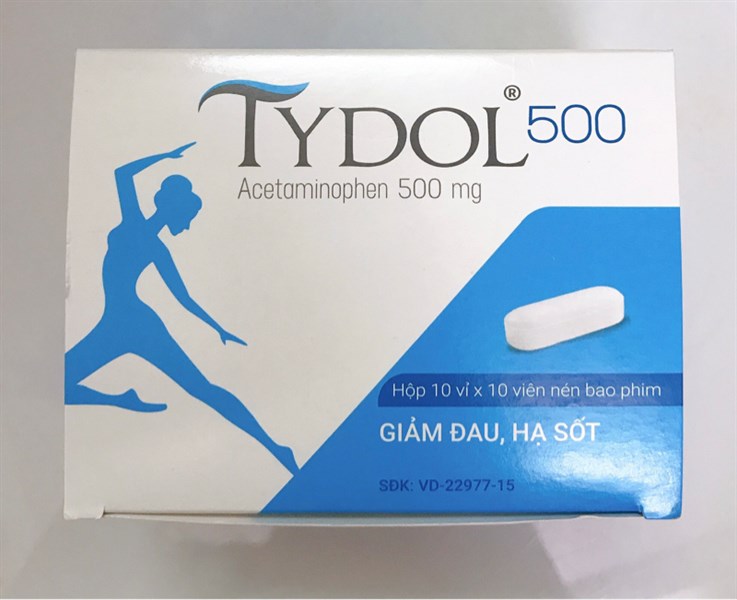 TYDOL® 500
Acetaminophen 500 mg
Hộp 10 vỉ x 10 viên nén bao phim
GIẢM ĐAU, HẠ SỐT
SĐK: VD-22977-15